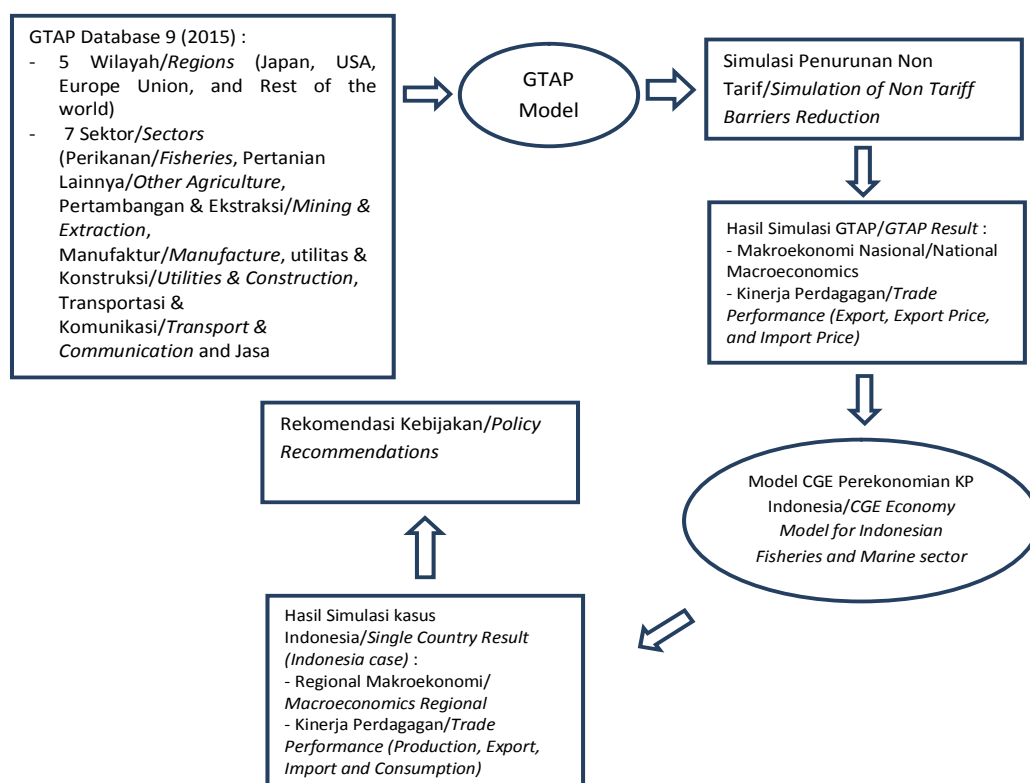 GTAP Database 9 (2015) :
- 5 Wilayah/Regions (Japan, USA,
Europe Union, and Rest of the
world)
- 7 Sektor/Sectors
(Perikanan/Fisheries, Pertanian
Lainnya/Other Agriculture,
Pertambangan & Ekstraksi/Mining &
Extraction,
Manufaktur/Manufacture, utilitas &
Konstruksi/Utilities & Construction,
Transportasi &
Komunikasi/Transport &
Communication and Jasa
GTAP
Model
Simulasi Penurunan Non
Tarif/Simulation of Non Tariff
Barriers Reduction
Hasil Simulasi GTAP/GTAP Result :
- Makroekonomi Nasional/National
Macroeconomics
- Kinerja Perdagagan/Trade
Performance (Export, Export Price,
and Import Price)
Model CGE Perekonomian KP
Indonesia/CGE Economy
Model for Indonesian
Fisheries and Marine sector
Hasil Simulasi kasus
Indonesia/Single Country Result
(Indonesia case) :
- Regional Makroekonomi/
Macroeconomics Regional
- Kinerja Perdagagan/Trade
Performance (Production, Export,
Import and Consumption)
Rekomendasi Kebijakan/Policy
Recommendations